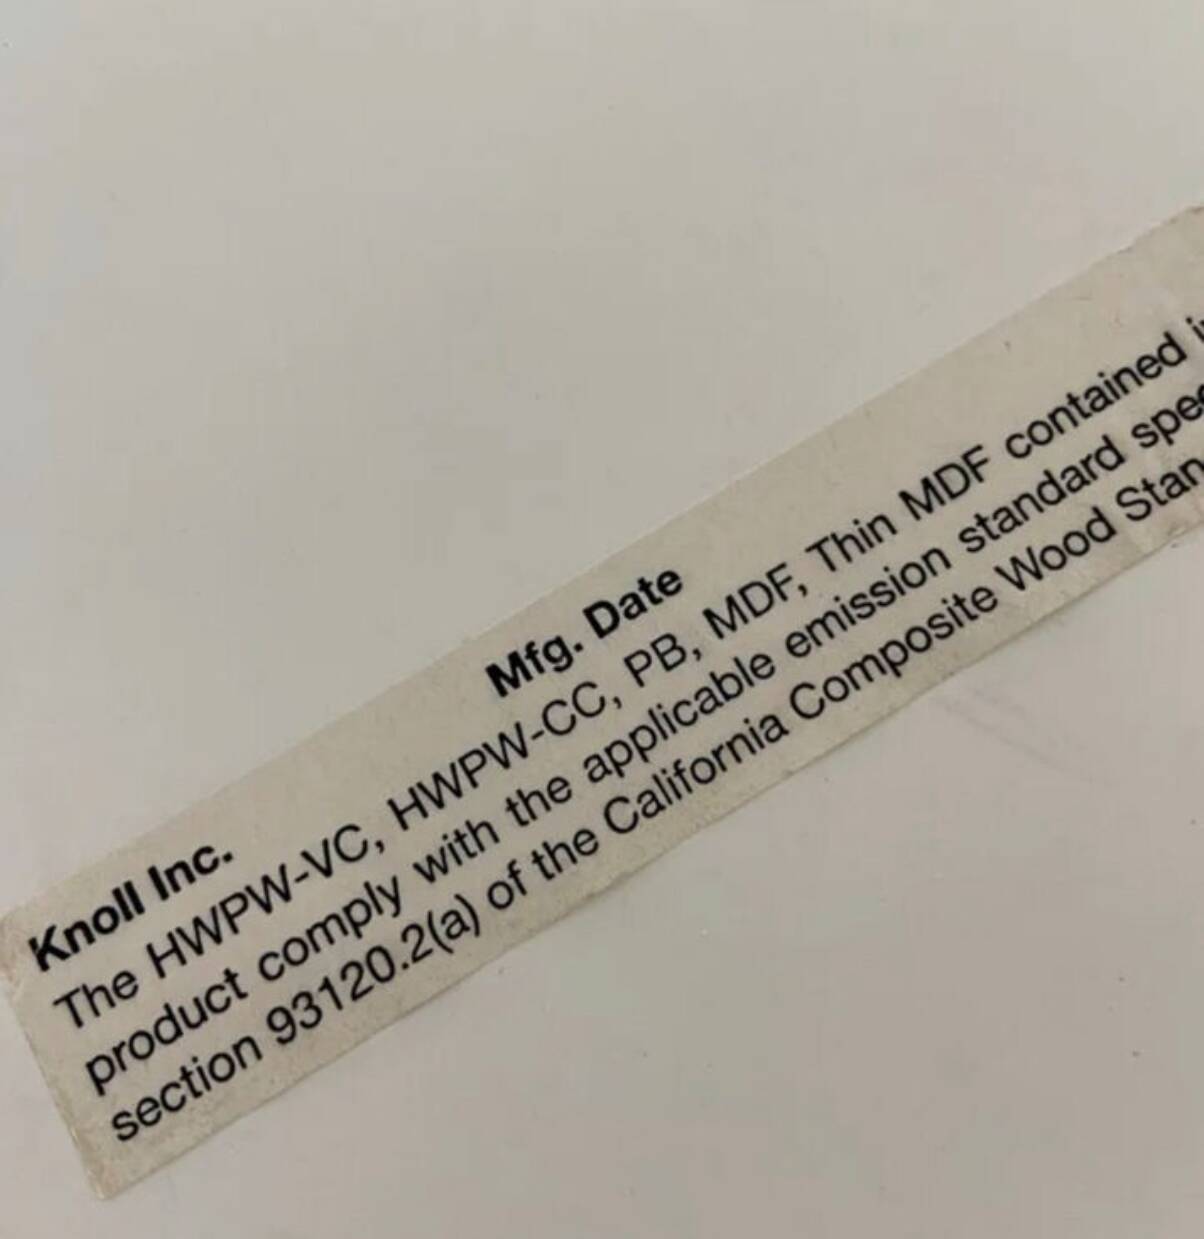 Knoll Inc. Mfg. Date
The HWPW-VC, HWPW-CC, PB, MDF, Thin MDF contained
product comply with the applicable emission standard
section 93120.2(a) of the California Composite Wood